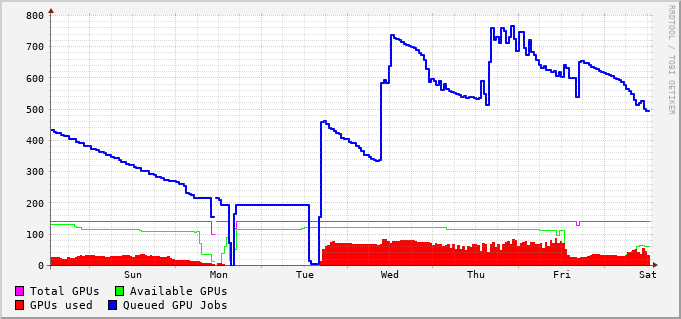 800
700
600
500
400
300
200
100
0
Sun Mon Tue Wed Thu Fri Sat
Total GPUs Available GPUs
GPUs used Queued GPU Jobs
RRDTOOL / TOBI OETIKER